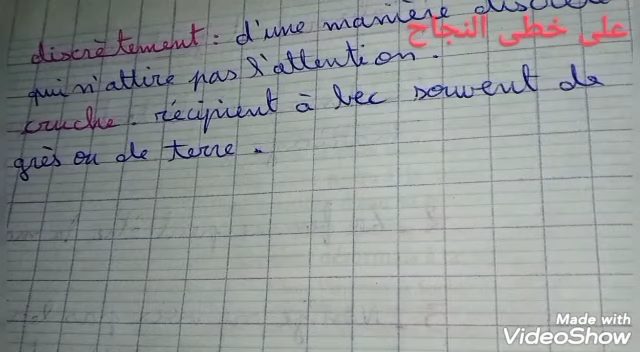 discrètement : d'une manière
على خطى النجاح
qui n'attire pas l'attention.
cruche. récipient à bec souvent de
grès ou de terre.
Made with
VideoShow